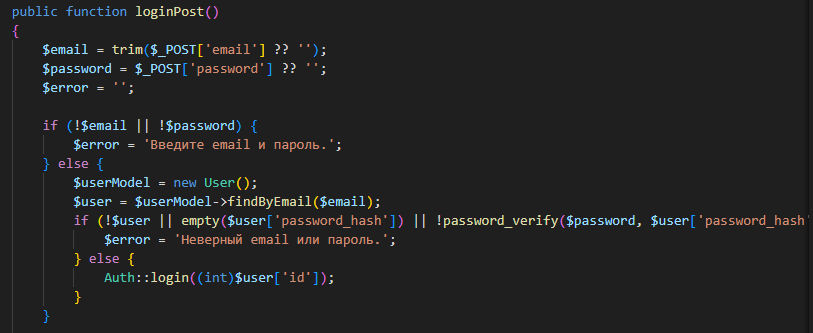 public function loginPost()
{
    $email = trim($_POST['email'] ?? '');
    $password = $_POST['password'] ?? '';
    $error = '';
    if (!$email || !$password) {
        $error = 'Введите email и пароль.';
    } else {
        $userModel = new User();
        $user = $userModel->findByEmail($email);
        if (!$user || empty($user['password_hash']) || !password_verify($password, $user['password_hash'
            $error = 'Неверный email или пароль.';
        } else {
            Auth::login((int)$user['id']);
        }
    }